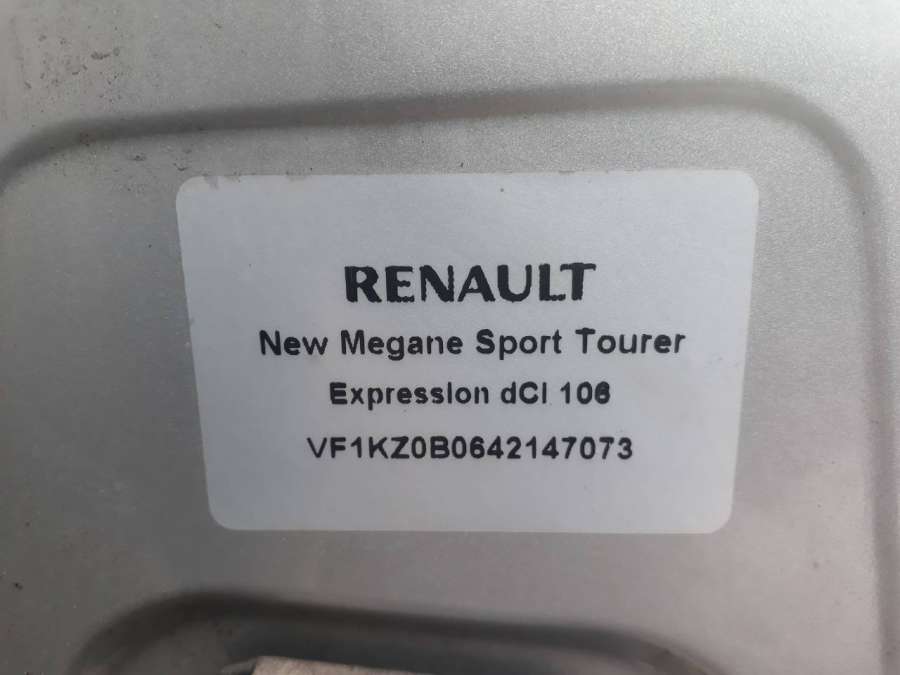 RENAULT
New Megane Sport Tourer
Expression dCI 106
VF1KZ0B0642147073